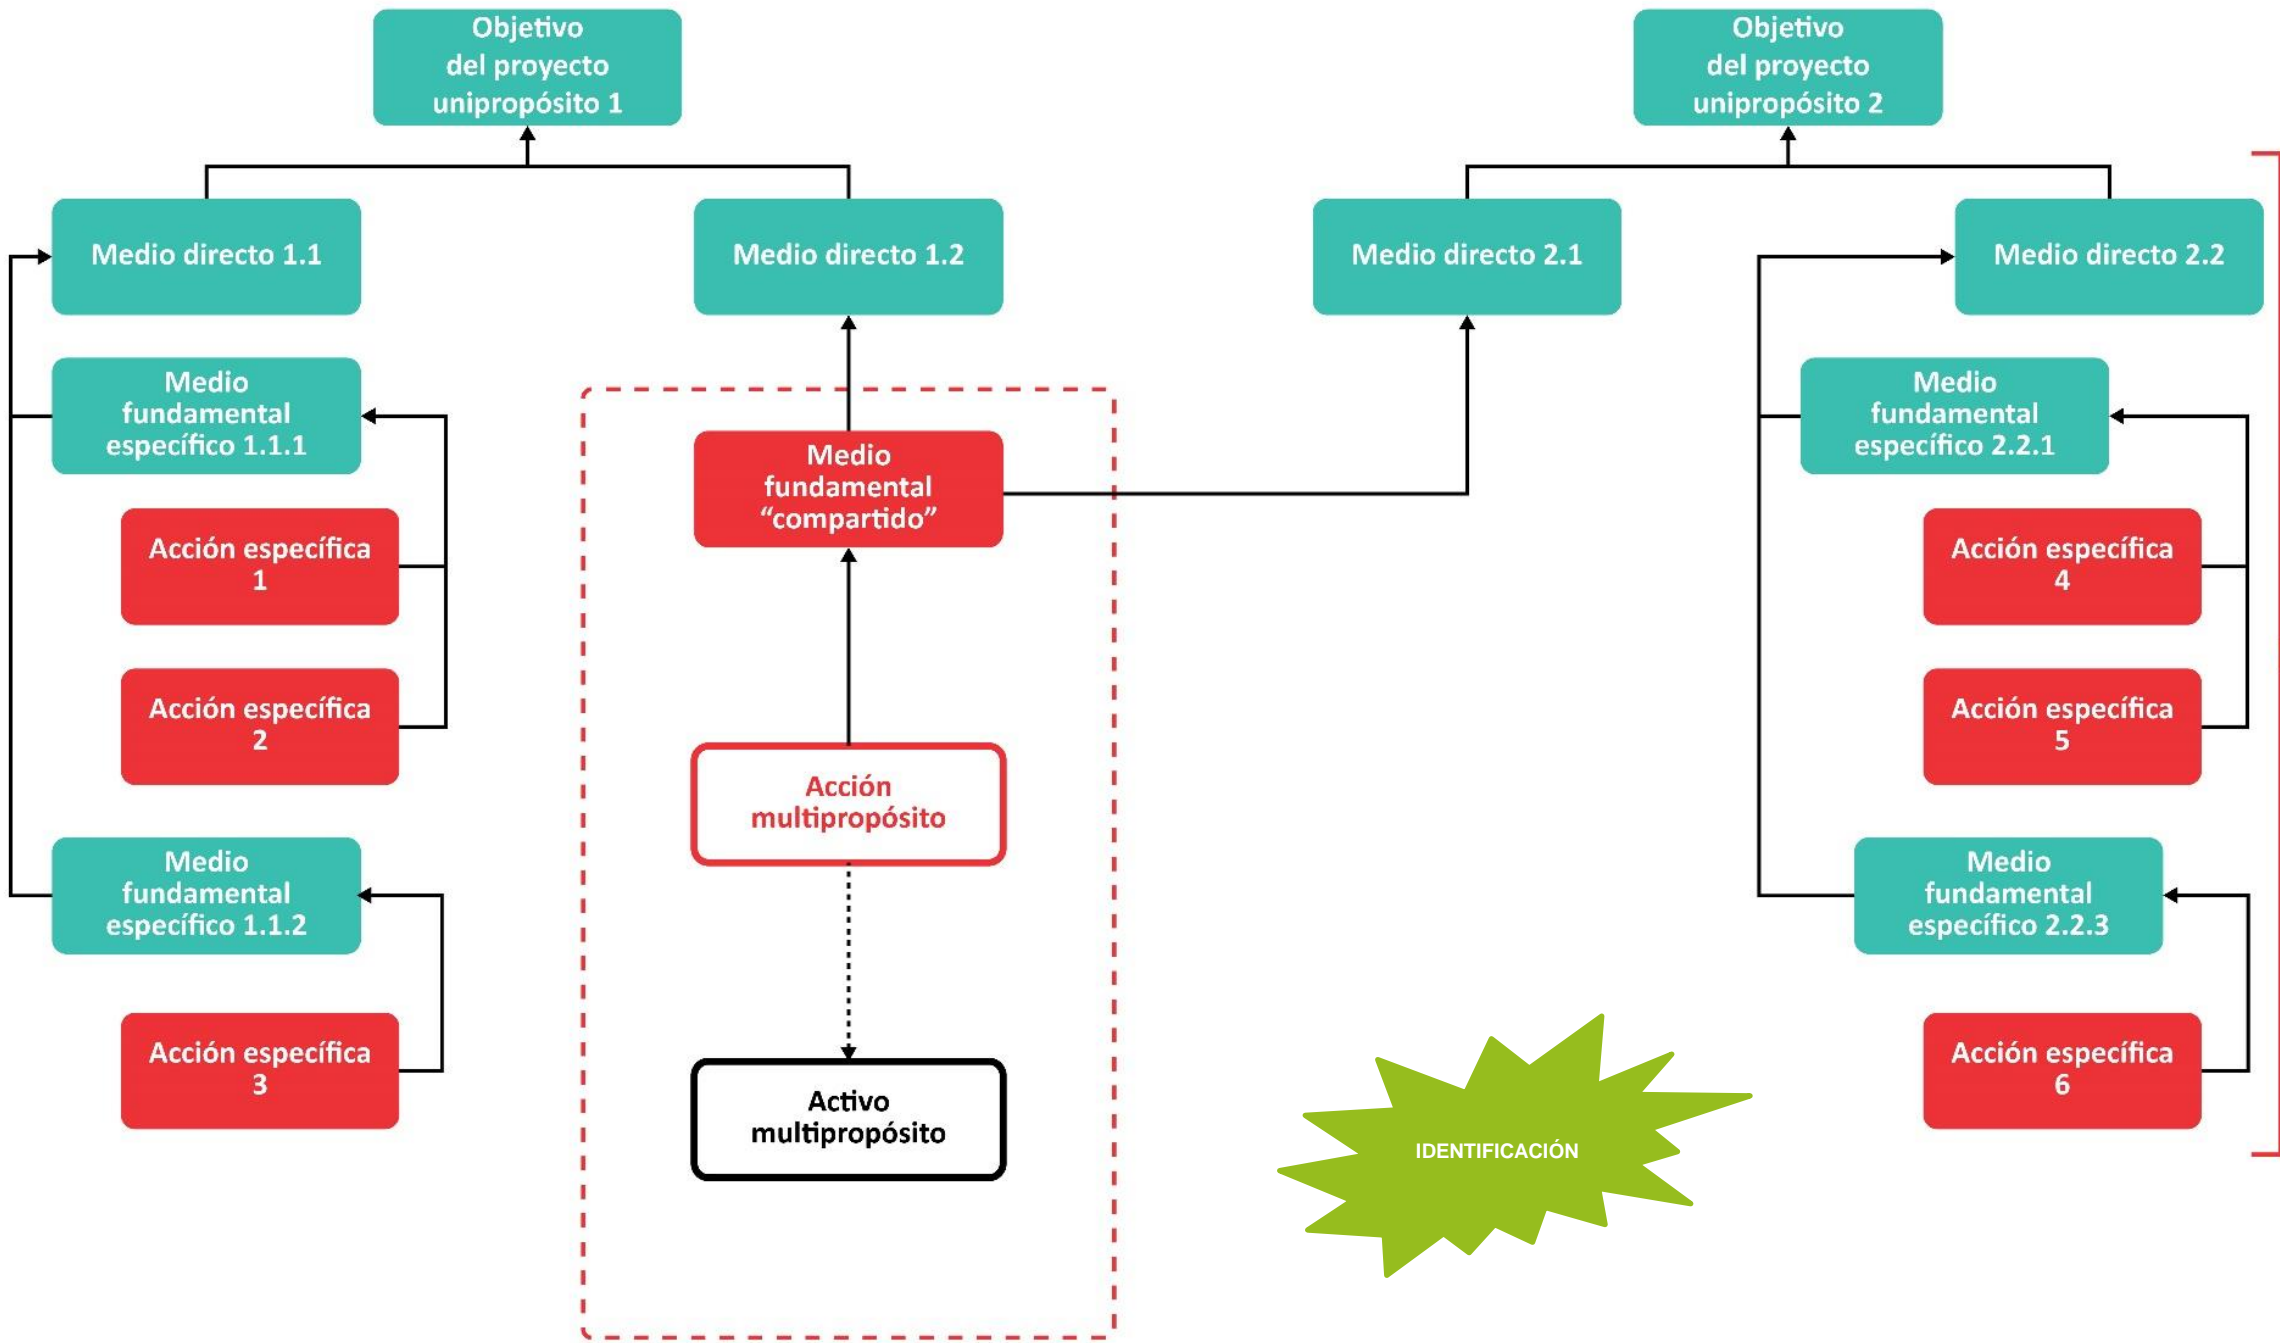 Objetivo
del proyecto
unipropósito 1
Objetivo
del proyecto
unipropósito 2
Medio directo 1.1
Medio directo 1.2
Medio directo 2.1
Medio directo 2.2
Medio
fundamental
específico 1.1.1
Medio
fundamental
“compartido”
Medio
fundamental
específico 2.2.1
Acción específica
1
Acción específica
4
Acción específica
2
Acción multipropósito
Acción específica
5
Medio
fundamental
específico 1.1.2
Medio
fundamental
específico 2.2.3
Acción específica
3
Activo
multipropósito
IDENTIFICACIÓN
Acción específica
6